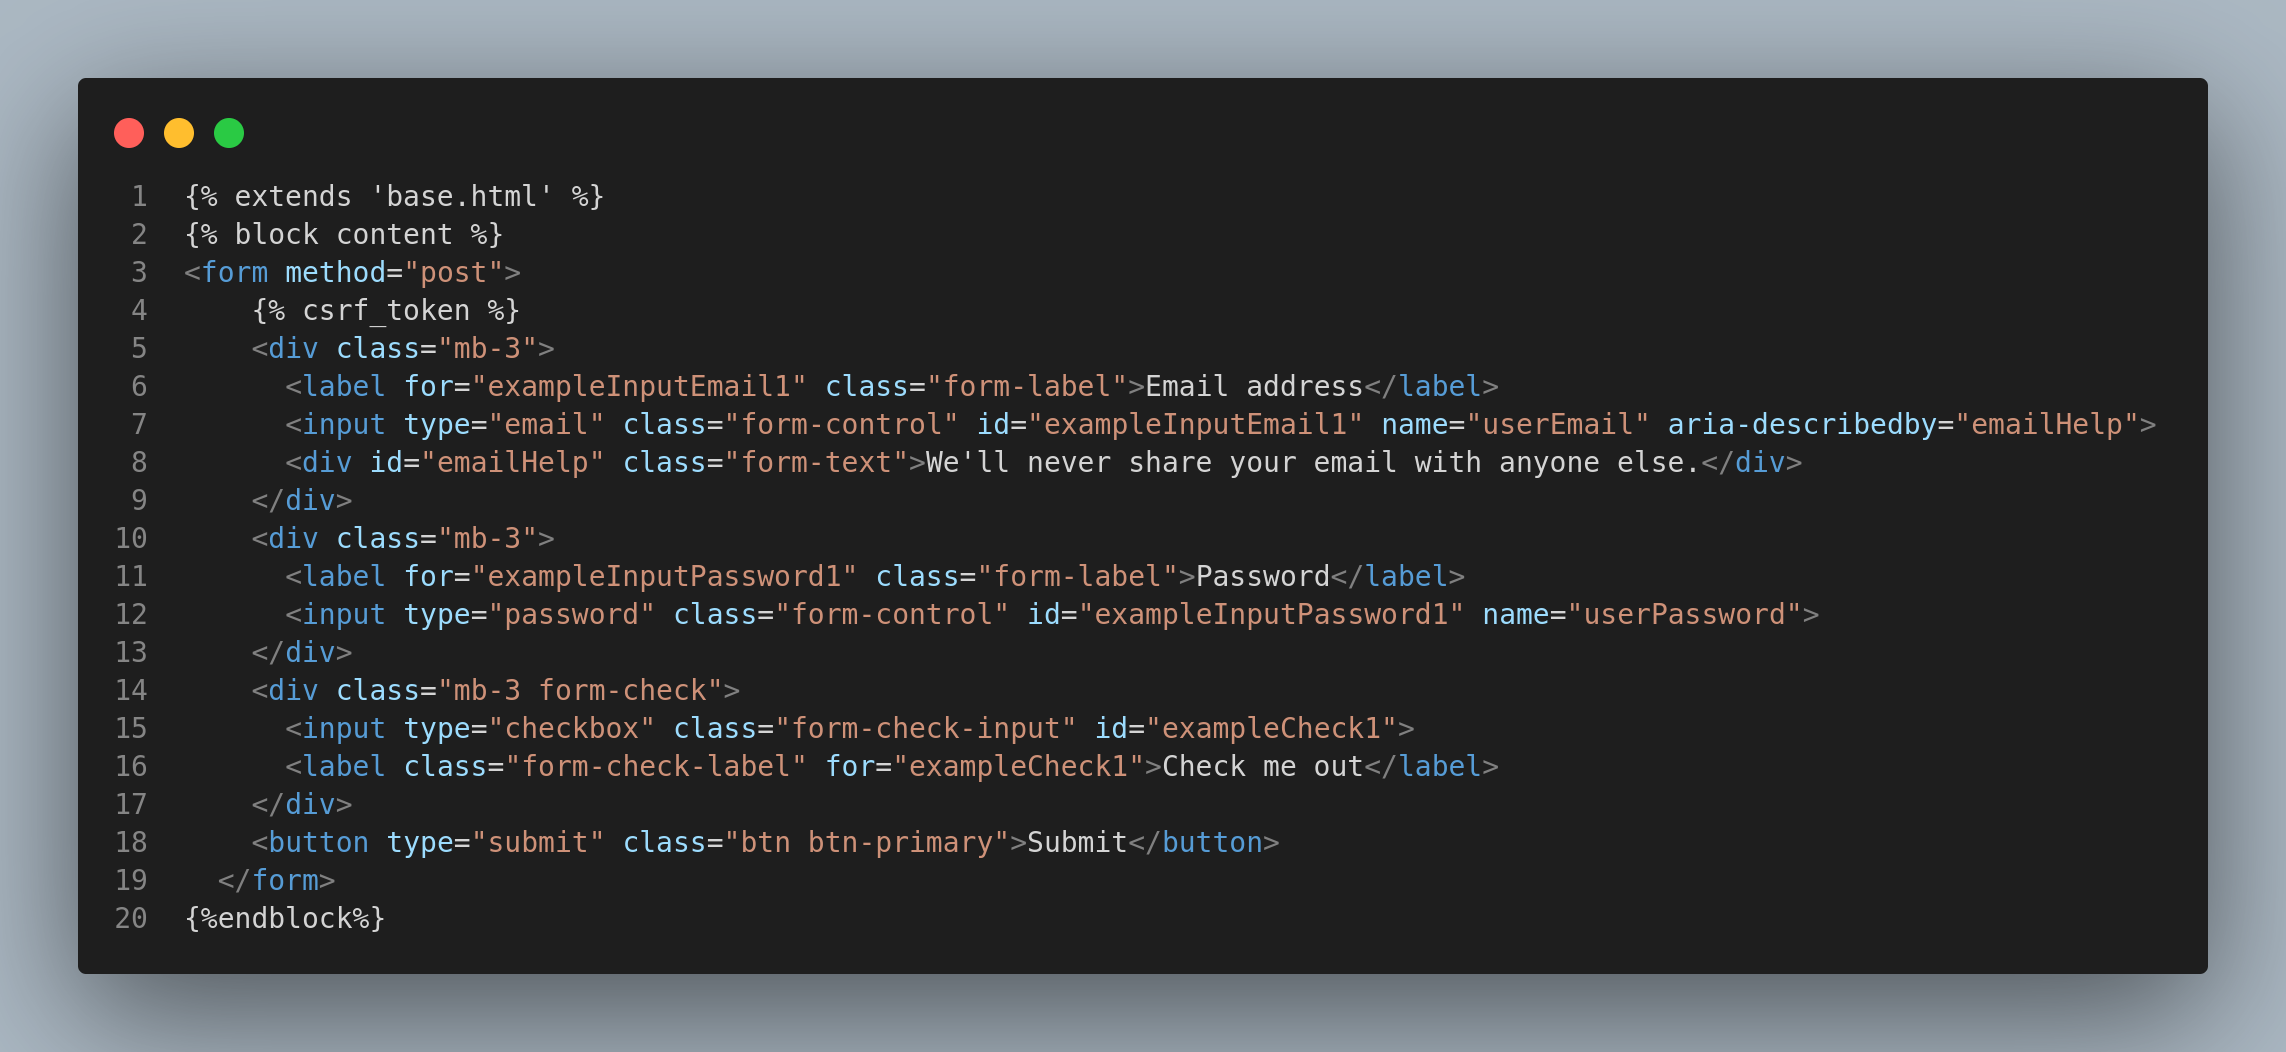 1 {% extends 'base.html' %}
2 {% block content %}
3 <form method="post">
4     {% csrf_token %}
5     <div class="mb-3">
6       <label for="exampleInputEmail1" class="form-label">Email address</label>
7       <input type="email" class="form-control" id="exampleInputEmail1" name="userEmail" aria-describedby="emailHelp">
8       <div id="emailHelp" class="form-text">We'll never share your email with anyone else.</div>
9     </div>
10     <div class="mb-3">
11       <label for="exampleInputPassword1" class="form-label">Password</label>
12       <input type="password" class="form-control" id="exampleInputPassword1" name="userPassword">
13     </div>
14     <div class="mb-3 form-check">
15       <input type="checkbox" class="form-check-input" id="exampleCheck1">
16       <label class="form-check-label" for="exampleCheck1">Check me out</label>
17     </div>
18     <button type="submit" class="btn btn-primary">Submit</button>
19   </form>
20 {%endblock%}